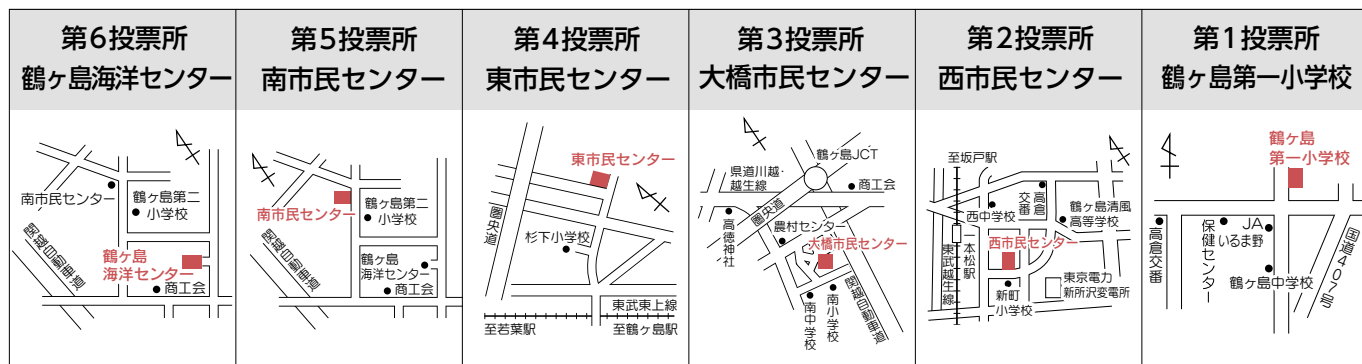 第6投票所
鶴ヶ島海洋センター
南市民センター
鶴ヶ島第二
小学校
関越自動車道
鶴ヶ島
海洋センター
商工会
第5投票所
南市民センター
南市民センター
鶴ヶ島第二
小学校
関越自動車道
鶴ヶ島
海洋センター
商工会
第4投票所
東市民センター
東市民センター
圏央道
杉下小学校
東武東上線
至若葉駅
至鶴ヶ島駅
第3投票所
大橋市民センター
鶴ヶ島JCT
県道川越・
越生線
商工会
圏央道
高徳神社
農村センター
大橋市民センター
南中学校
南小学校
関越自動車道
第2投票所
西市民センター
至坂戸駅
高倉
交番
西中学校
鶴ヶ島清風
高等学校
一本松駅
東武越生線
西市民センター
東京電力
新所沢変電所
新町
小学校
第1投票所
鶴ヶ島第一小学校
鶴ヶ島
第一小学校
高倉交番
保健センター
JA
いるま野
鶴ヶ島中学校
国道407号